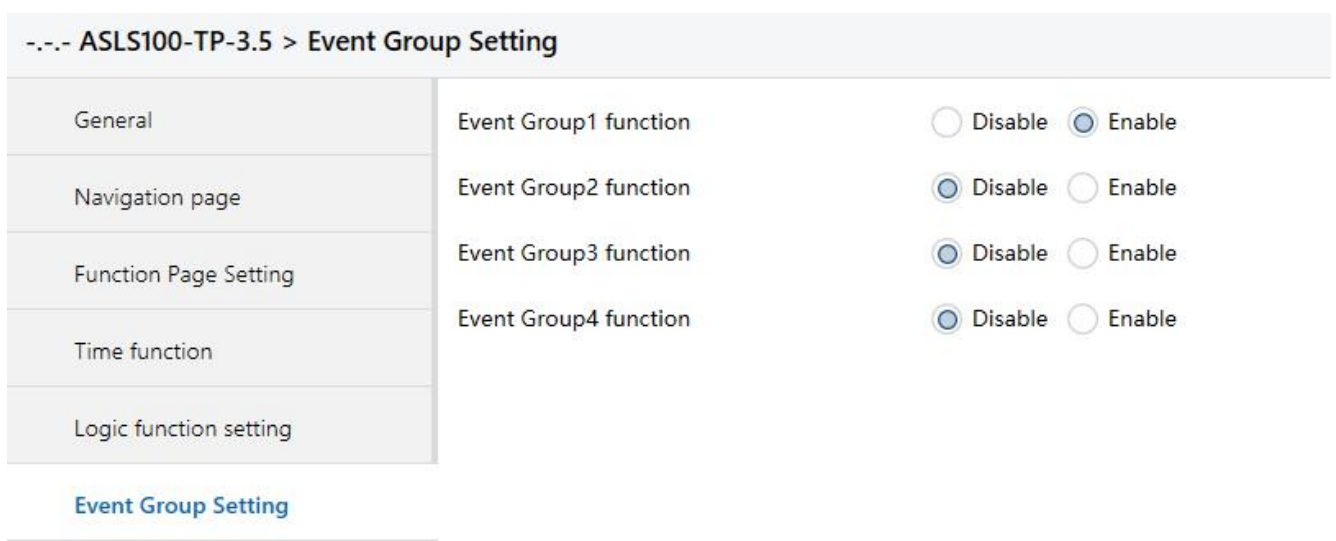 -.-.- ASLS100-TP-3.5 > Event Group Setting
General
Navigation page
Function Page Setting
Time function
Logic function setting
Event Group Setting
Event Group1 function Disable Enable
Event Group2 function Disable Enable
Event Group3 function Disable Enable
Event Group4 function Disable Enable